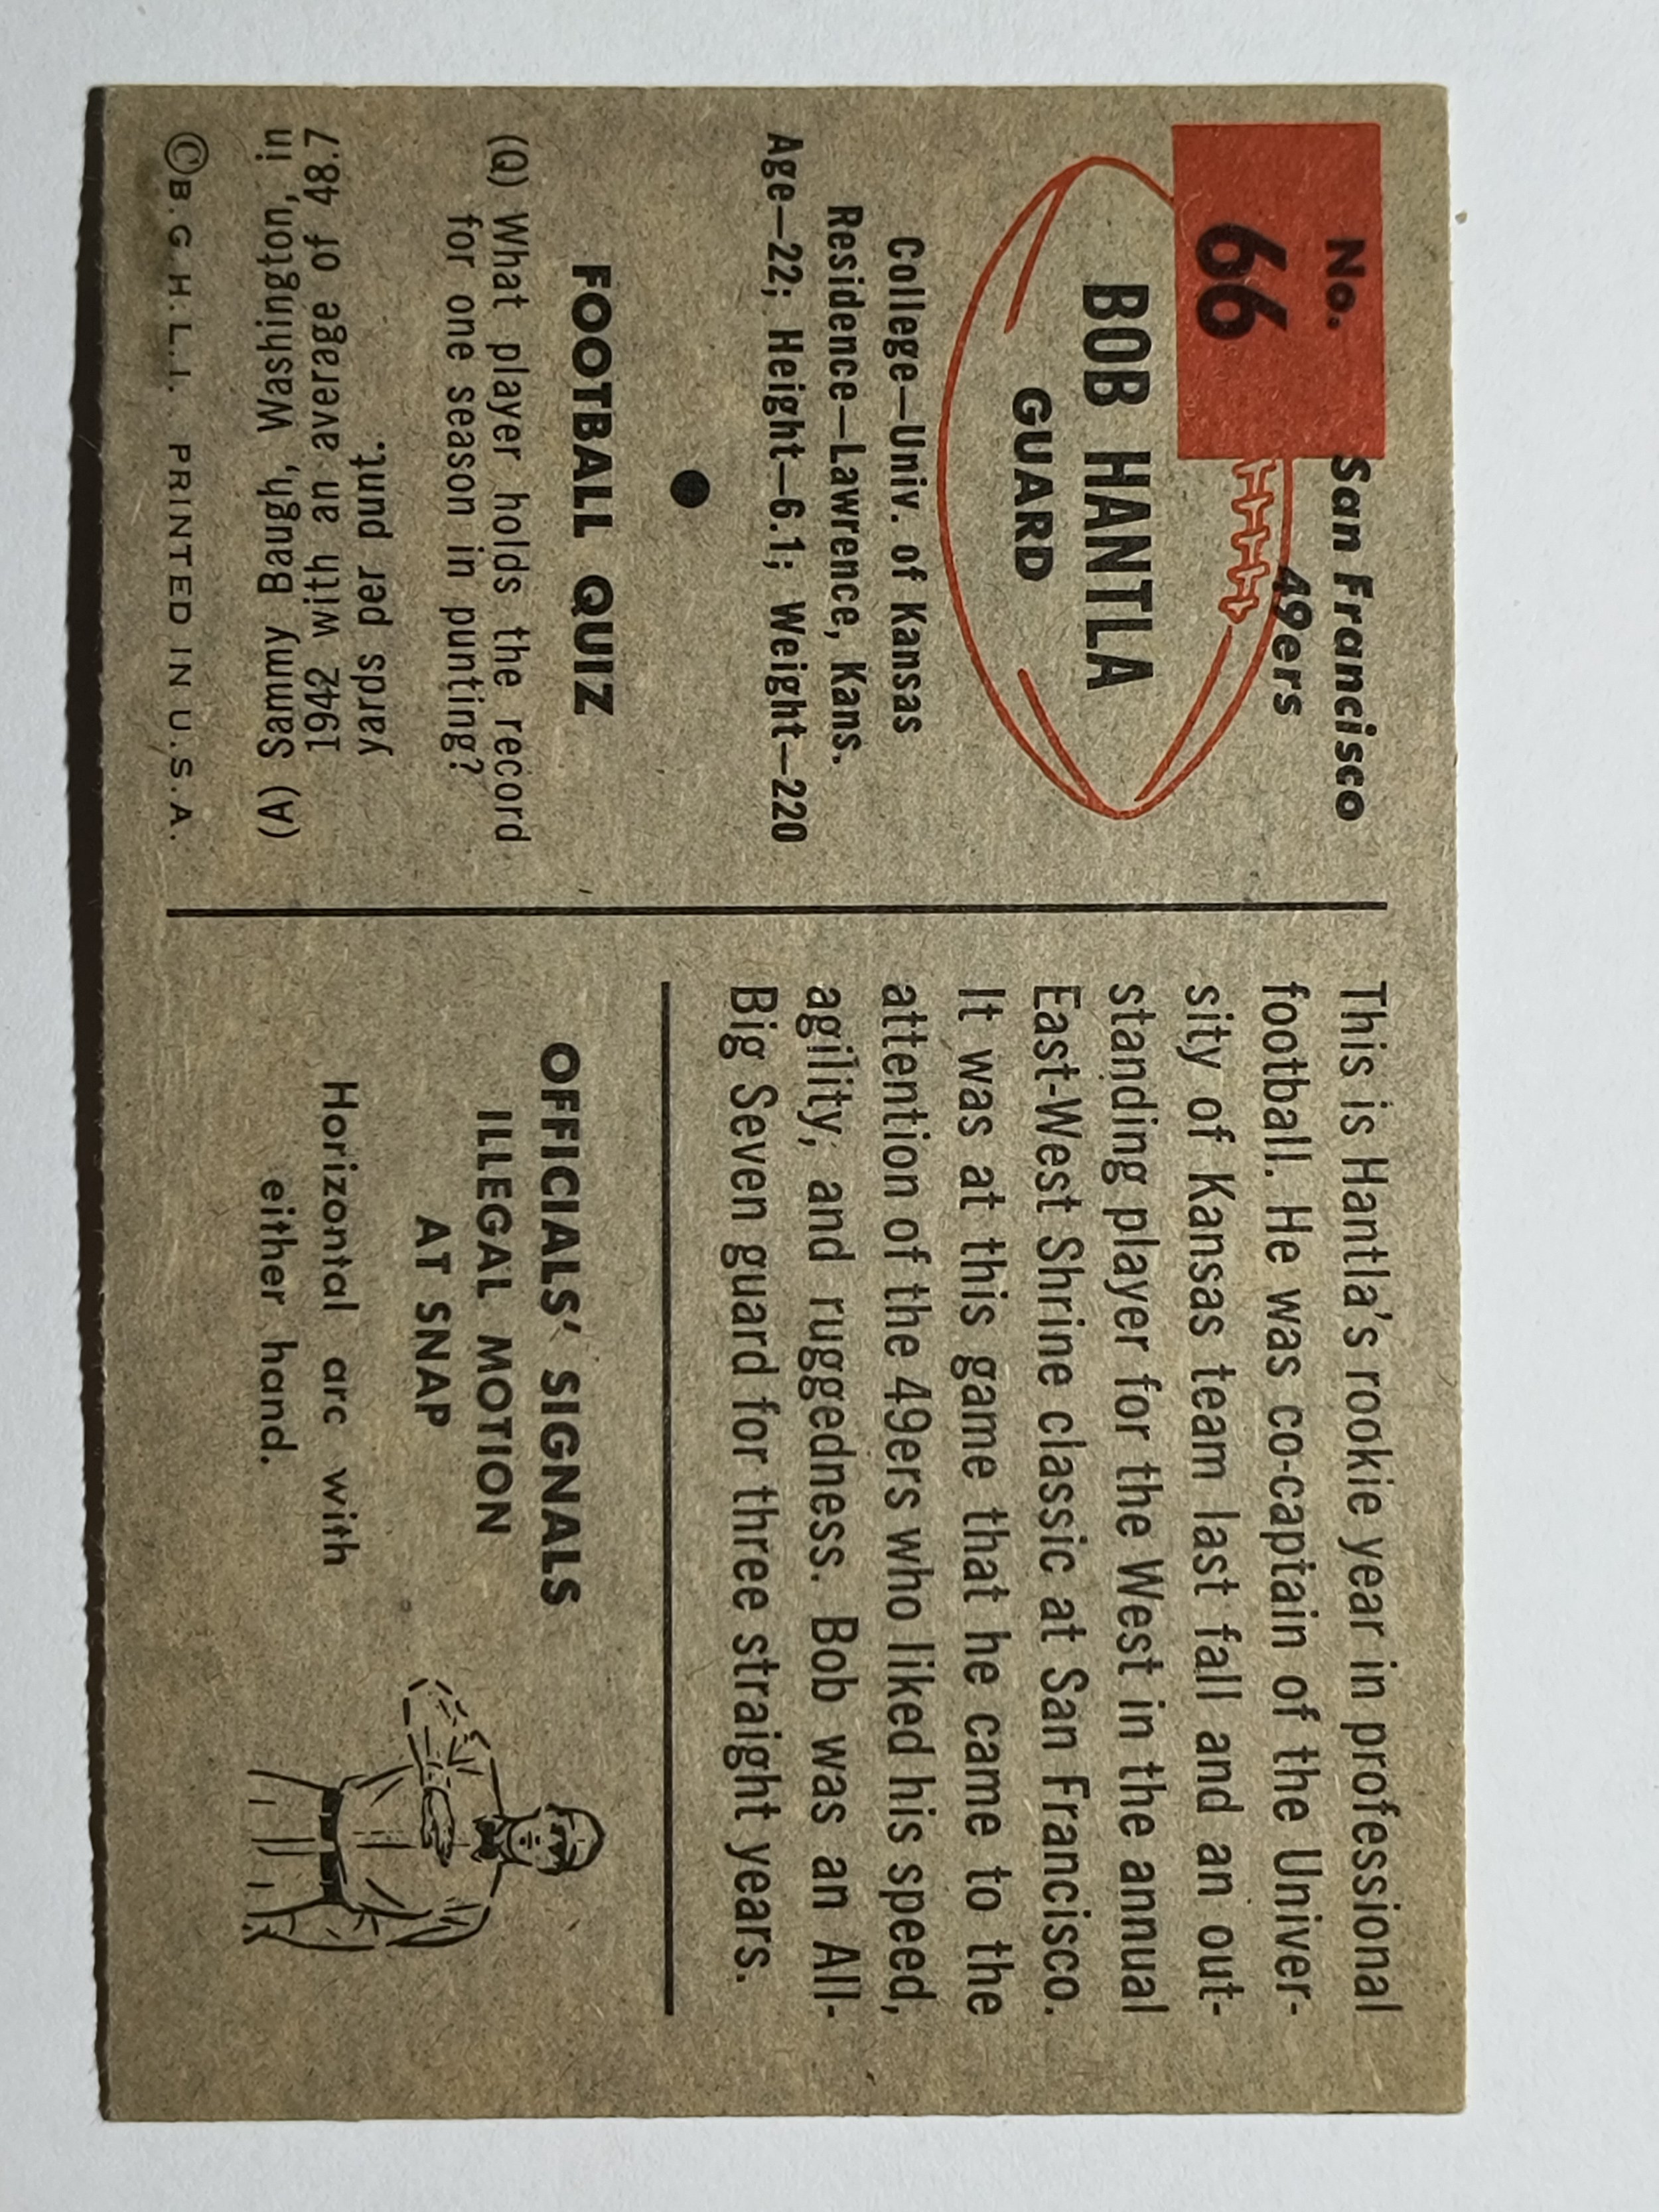 No.
66
San Francisco
49ers
BOB HANTLA
GUARD
College—Univ. of Kansas
Residence—Lawrence, Kans.
Age—22; Height—6.1; Weight—220
FOOTBALL QUIZ
(Q) What player holds the record
for one season in punting?
(A) Sammy Baugh, Washington, in
1942 with an average of 48.7
yards per punt.
©B.G.H.L.I. PRINTED IN U.S.A.
This is Hantla's rookie year in professional
football. He was co-captain of the Univer-
sity of Kansas team last fall and an out-
standing player for the West in the annual
East-West Shrine classic at San Francisco.
It was at this game that he came to the
attention of the 49ers who liked his speed,
agility, and ruggedness. Bob was an All-
Big Seven guard for three straight years.
OFFICIALS' SIGNALS
ILLEGAL MOTION
AT SNAP
Horizontal arc with
either hand.